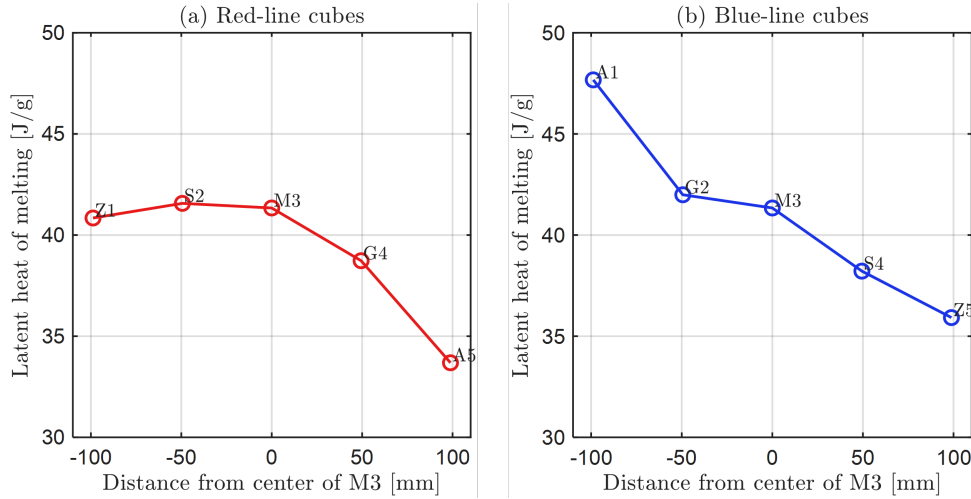 (a) Red-line cubes
50
45
40
35
30
Latent heat of melting [J/g]
Z1
S2
M3
G4
A5
-100 -50 0 50 100
Distance from center of M3 [mm]
(b) Blue-line cubes
50
45
40
35
30
Latent heat of melting [J/g]
A1
G2
M3
S4
Z5
-100 -50 0 50 100
Distance from center of M3 [mm]